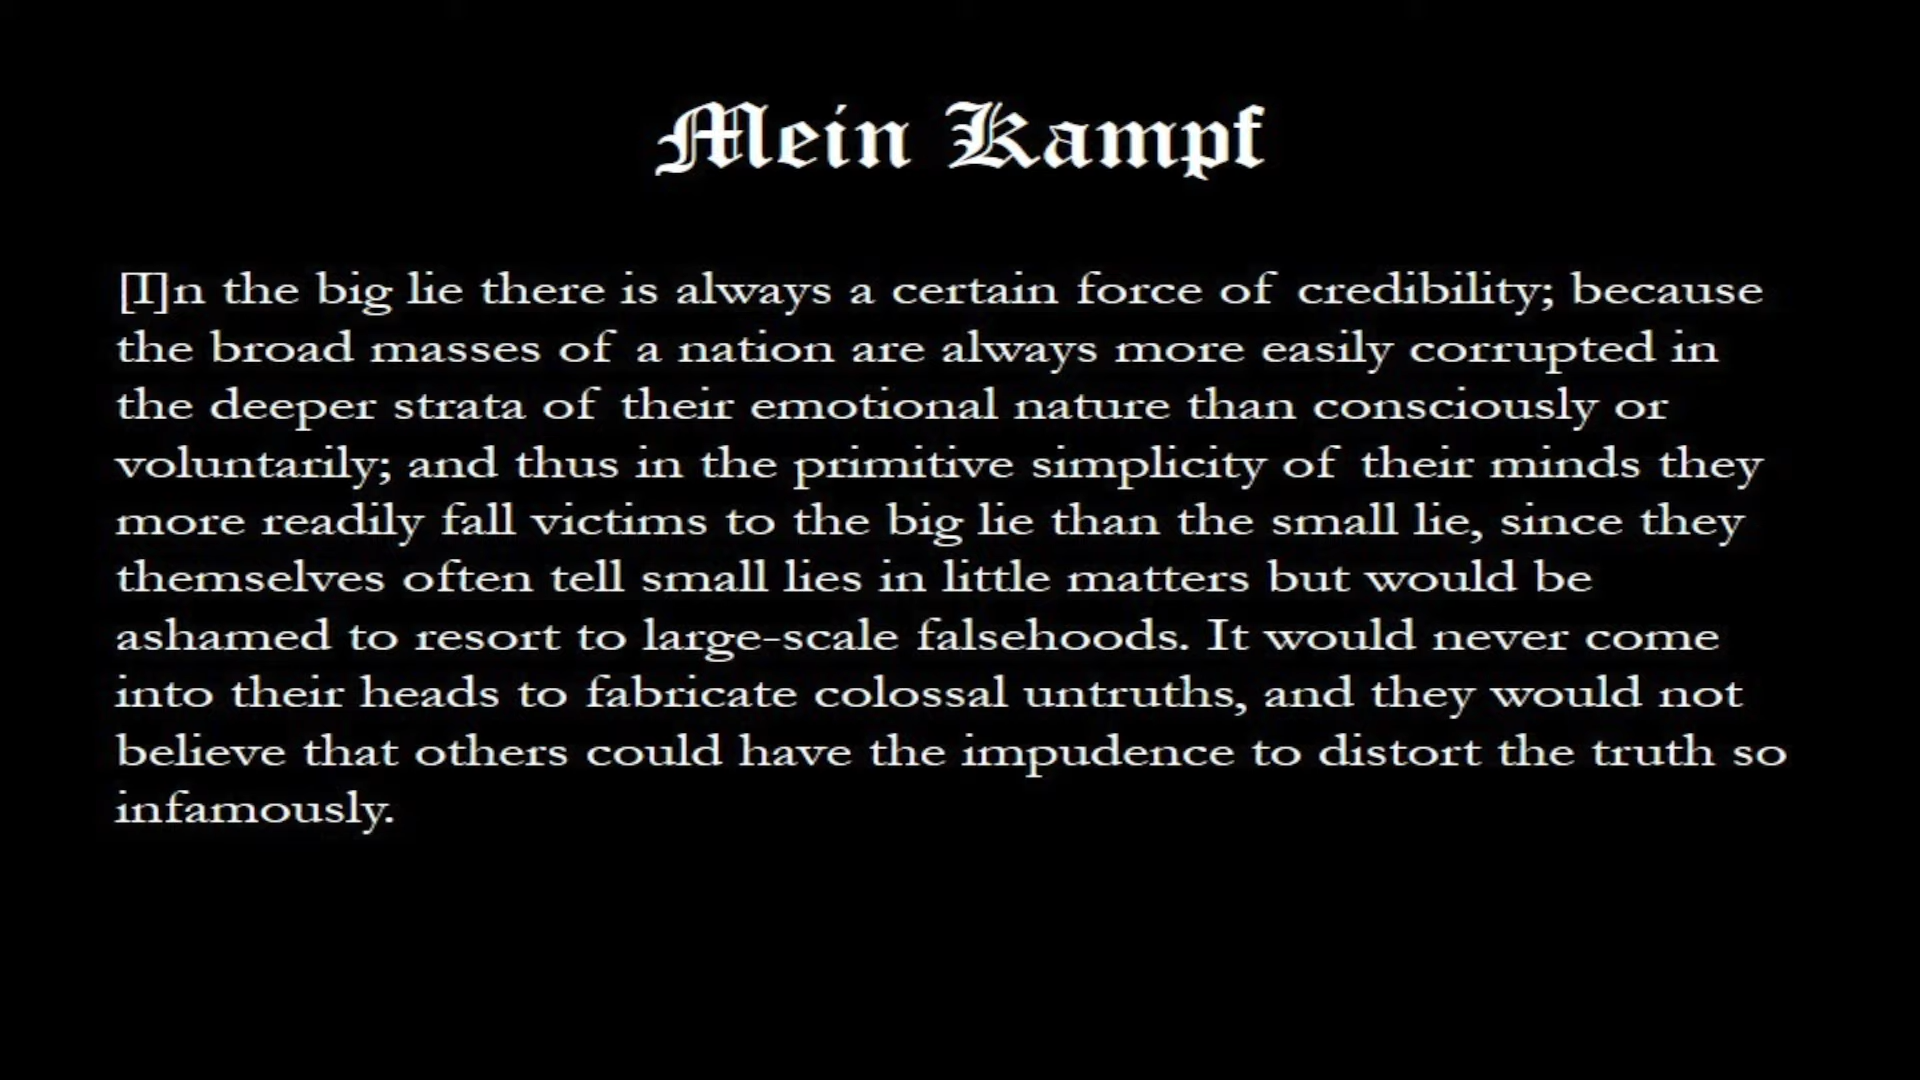 Mein Kampf
[I]n the big lie there is always a certain force of credibility; because
the broad masses of a nation are always more easily corrupted in
the deeper strata of their emotional nature than consciously or
voluntarily; and thus in the primitive simplicity of their minds they
more readily fall victims to the big lie than the small lie, since they
themselves often tell small lies in little matters but would be
ashamed to resort to large-scale falsehoods. It would never come
into their heads to fabricate colossal untruths, and they would not
believe that others could have the impudence to distort the truth so
infamously.